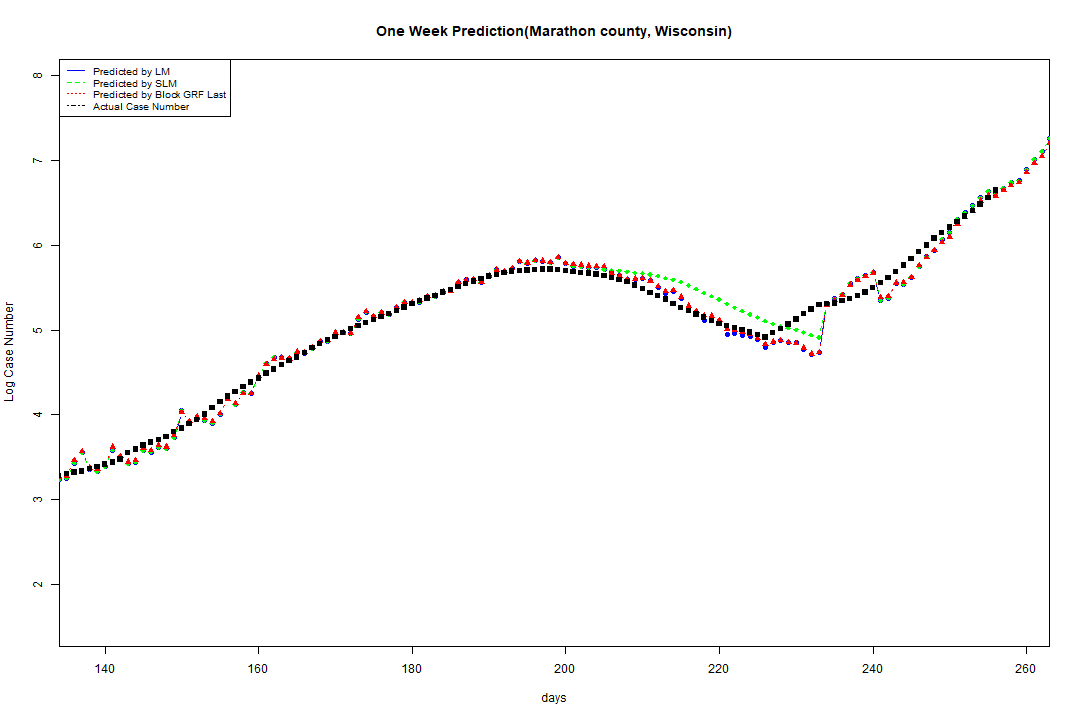 One Week Prediction(Marathon county, Wisconsin)
Predicted by LM
Predicted by SLM
Predicted by Block GRF Last
Actual Case Number
8
7
6
5
4
3
2
Log Case Number
140 160 180 200 220 240 260
days